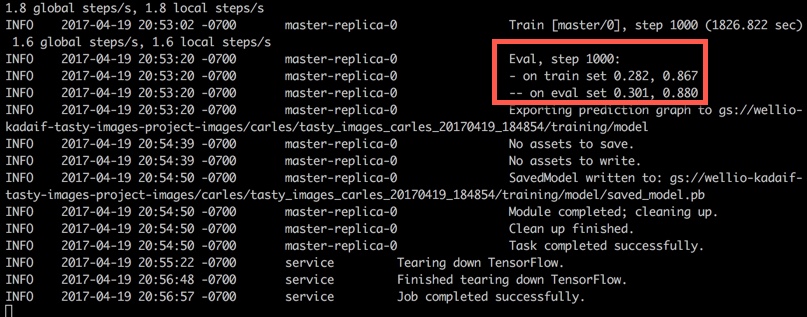 1.8 global steps/s, 1.8 local steps/s
INFO 2017-04-19 20:53:02 -0700 master-replica-0 Train [master/0], step 1000 (1826.822 sec)
1.6 global steps/s, 1.6 local steps/s
INFO 2017-04-19 20:53:20 -0700 master-replica-0 Eval, step 1000:
INFO 2017-04-19 20:53:20 -0700 master-replica-0 - on train set 0.282, 0.867
INFO 2017-04-19 20:53:20 -0700 master-replica-0 -- on eval set 0.301, 0.880
INFO 2017-04-19 20:53:20 -0700 master-replica-0 Exporting prediction graph to gs://wellio-
kadaif-tasty-images-project-images/carles/tasty_images_carles_20170419_184854/training/model
INFO 2017-04-19 20:54:39 -0700 master-replica-0 No assets to save.
INFO 2017-04-19 20:54:39 -0700 master-replica-0 No assets to write.
INFO 2017-04-19 20:54:50 -0700 master-replica-0 SavedModel written to: gs://wellio-kadaif-
tasty-images-project-images/carles/tasty_images_carles_20170419_184854/training/model/saved_model.pb
INFO 2017-04-19 20:54:50 -0700 master-replica-0 Module completed; cleaning up.
INFO 2017-04-19 20:54:50 -0700 master-replica-0 Clean up finished.
INFO 2017-04-19 20:54:50 -0700 master-replica-0 Task completed successfully.
INFO 2017-04-19 20:55:22 -0700 service Tearing down TensorFlow.
INFO 2017-04-19 20:56:48 -0700 service Finished tearing down TensorFlow.
INFO 2017-04-19 20:56:57 -0700 service Job completed successfully.